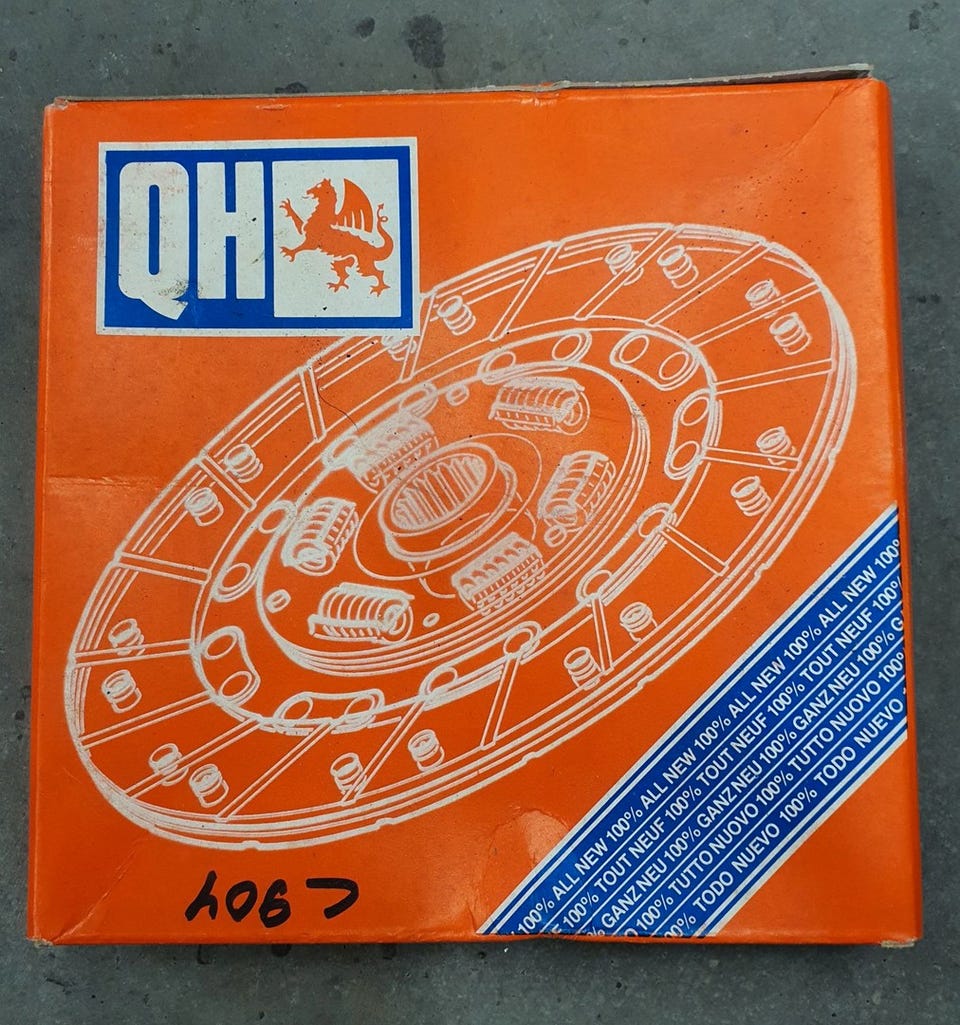 QH
100% ALL NEW 100% ALL NEW 100% ALL NEW 100% ALL NEW 100%
100% TOUT NEUF 100% TOUT NEUF 100% TOUT NEUF 100%
GANZ NEU 100% GANZ NEU 100% GANZ NEU 100% G
100% TUTTO NUOVO 100% TUTTO NUOVO 100%
TODO NUEVO 100% TODO NUEVO